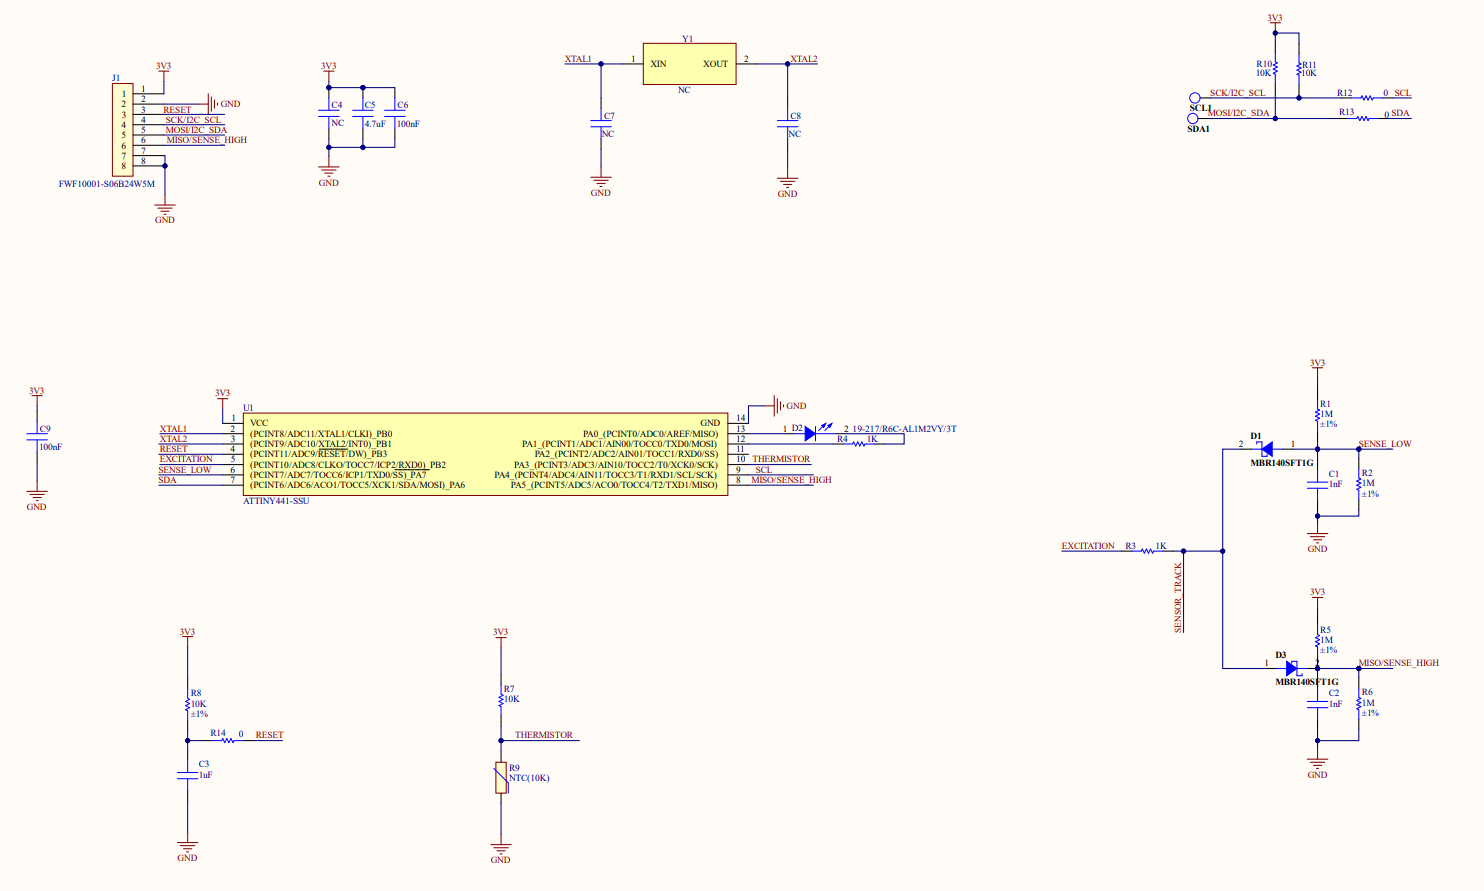 J1
3V3
1 1
2 2
GND
3 3 RESET
4 4 SCK/I2C_SCL
5 5 MOSI/I2C_SDA
6 6 MISO/SENSE_HIGH
7 7
8 8
FWF10001-S06B24W5M
GND
3V3
C4
NC
C5
4.7uF
C6
100nF
GND
Y1
XTAL1 1 XIN XOUT 2 XTAL2
NC
C7
NC
GND
C8
NC
GND
3V3
R10
10K
R11
10K
SCK/I2C_SCL R12 0 SCL
SCL1
MOSI/I2C_SDA R13 0 SDA
SDA1
3V3
C9
100nF
GND
3V3
U1
1 VCC GND 14 GND
XTAL1 2 (PCINT8/ADC11/XTAL1/CLKI)_PB0 PA0_(PCINT0/ADC0/AREF/MISO) 13 1 D2 2 19-217/R6C-AL1M2VY/3T
XTAL2 3 (PCINT9/ADC10/XTAL2/INT0)_PB1 PA1_(PCINT1/ADC1/AIN00/TOCC0/TXD0/MOSI) 12 R4 1K
RESET 4 (PCINT11/ADC9/RESET/DW)_PB3 PA2_(PCINT2/ADC2/AIN01/TOCC1/RXD0/SS) 11
EXCITATION 5 (PCINT10/ADC8/CLKO/TOCC7/ICP2/RXD0)_PB2 PA3_(PCINT3/ADC3/AIN10/TOCC2/T0/XCK0/SCK) 10 THERMISTOR
SENSE_LOW 6 (PCINT7/ADC7/TOCC6/ICP1/TXD0/SS)_PA7 PA4_(PCINT4/ADC4/AIN11/TOCC3/T1/RXD1/SCL/SCK) 9 SCL
SDA 7 (PCINT6/ADC6/ACO1/TOCC5/XCK1/SDA/MOSI)_PA6 PA5_(PCINT5/ADC5/ACO0/TOCC4/T2/TXD1/MISO) 8 MISO/SENSE_HIGH
ATTINY441-SSU
3V3
R1
1M
±1%
2 D1 1 SENSE_LOW
MBR140SFT1G
C1
1nF
R2
1M
±1%
GND
EXCITATION R3 1K
SENSOR_TRACK
3V3
R5
1M
±1%
1 D3 2 MISO/SENSE_HIGH
MBR140SFT1G
C2
1nF
R6
1M
±1%
GND
3V3
R8
10K
±1%
R14 0 RESET
C3
1uF
GND
3V3
R7
10K
THERMISTOR
R9
NTC(10K)
GND